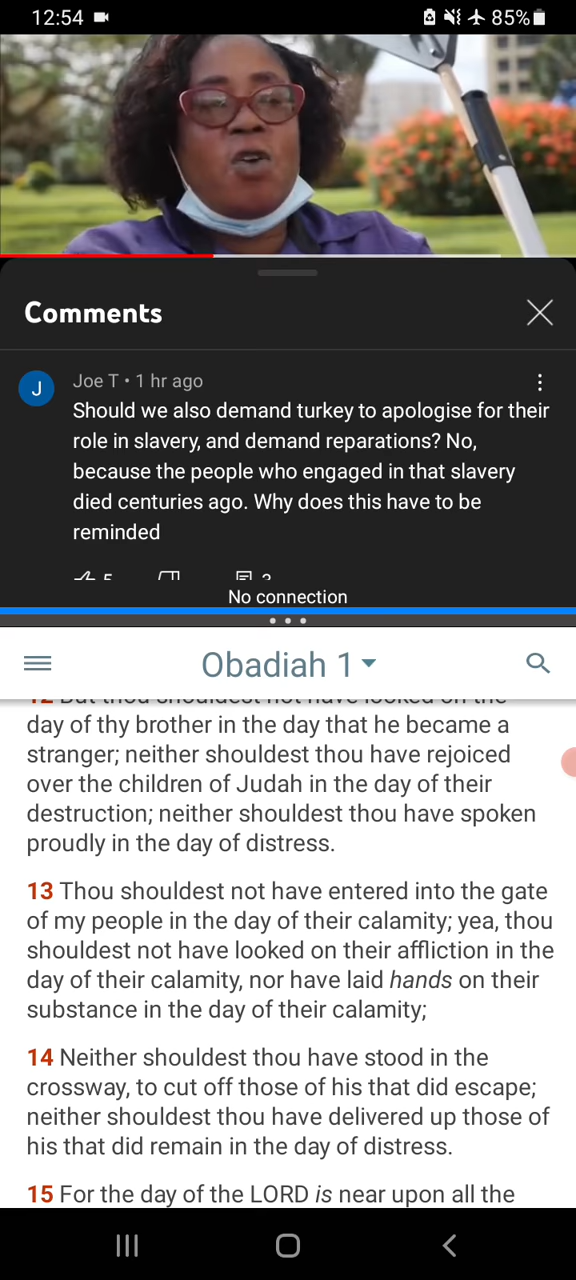 12:54
85%
Comments
J
Joe T • 1 hr ago
Should we also demand turkey to apologise for their
role in slavery, and demand reparations? No,
because the people who engaged in that slavery
died centuries ago. Why does this have to be
reminded
No connection
Obadiah 1
12 But thou shouldest not have looked on the
day of thy brother in the day that he became a
stranger; neither shouldest thou have rejoiced
over the children of Judah in the day of their
destruction; neither shouldest thou have spoken
proudly in the day of distress.
13 Thou shouldest not have entered into the gate
of my people in the day of their calamity; yea, thou
shouldest not have looked on their affliction in the
day of their calamity, nor have laid hands on their
substance in the day of their calamity;
14 Neither shouldest thou have stood in the
crossway, to cut off those of his that did escape;
neither shouldest thou have delivered up those of
his that did remain in the day of distress.
15 For the day of the LORD is near upon all the